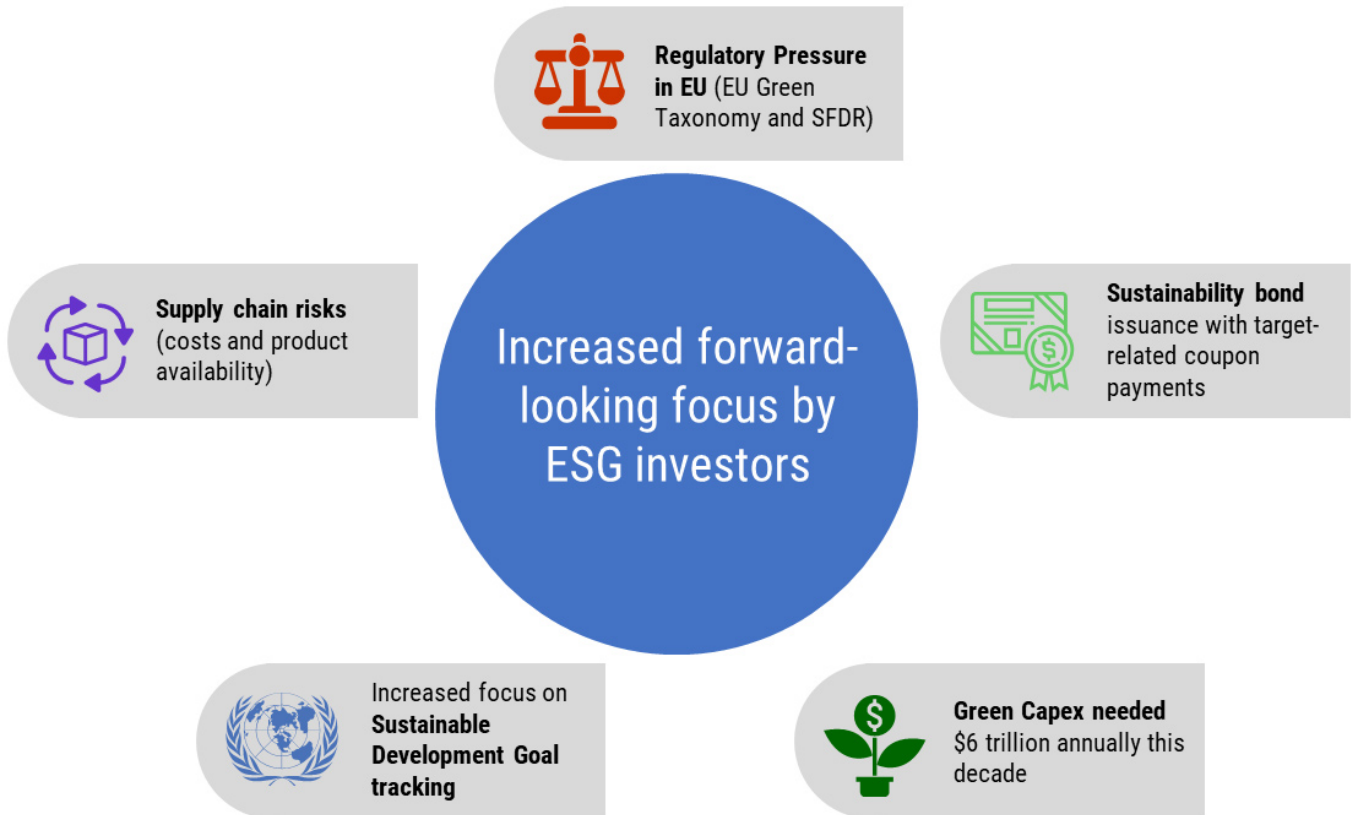 Regulatory Pressure
in EU (EU Green
Taxonomy and SFDR)
Supply chain risks
(costs and product
availability)
Increased forward-
looking focus by
ESG investors
$
Sustainability bond
issuance with target-
related coupon
payments
Increased focus on
Sustainable
Development Goal
tracking
$
Green Capex needed
$6 trillion annually this
decade